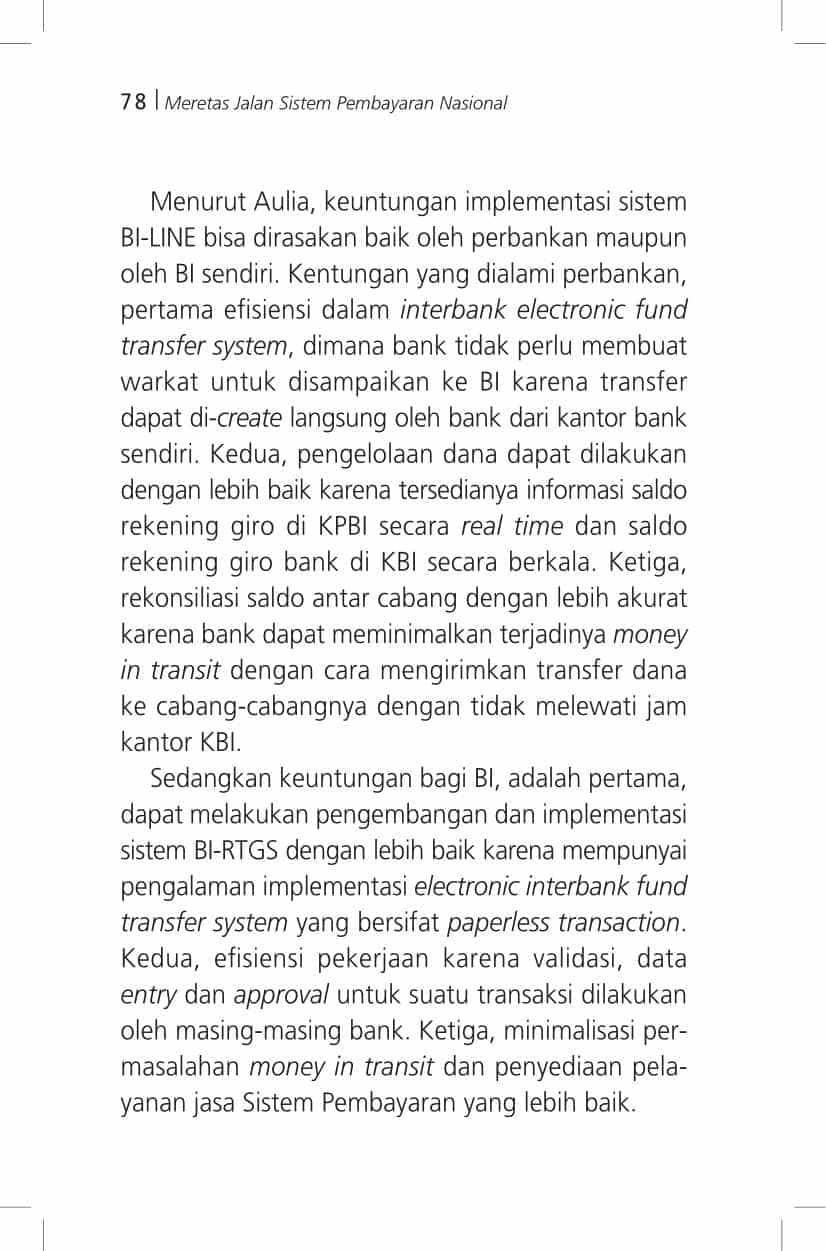 78 | Meretas Jalan Sistem Pembayaran Nasional
Menurut Aulia, keuntungan implementasi sistem
BI-LINE bisa dirasakan baik oleh perbankan maupun
oleh BI sendiri. Kentungan yang dialami perbankan,
pertama efisiensi dalam interbank electronic fund
transfer system, dimana bank tidak perlu membuat
warkat untuk disampaikan ke BI karena transfer
dapat di-create langsung oleh bank dari kantor bank
sendiri. Kedua, pengelolaan dana dapat dilakukan
dengan lebih baik karena tersedianya informasi saldo
rekening giro di KPBI secara real time dan saldo
rekening giro bank di KBI secara berkala. Ketiga,
rekonsiliasi saldo antar cabang dengan lebih akurat
karena bank dapat meminimalkan terjadinya money
in transit dengan cara mengirimkan transfer dana
ke cabang-cabangnya dengan tidak melewati jam
kantor KBI.
Sedangkan keuntungan bagi BI, adalah pertama,
dapat melakukan pengembangan dan implementasi
sistem BI-RTGS dengan lebih baik karena mempunyai
pengalaman implementasi electronic interbank fund
transfer system yang bersifat paperless transaction.
Kedua, efisiensi pekerjaan karena validasi, data
entry dan approval untuk suatu transaksi dilakukan
oleh masing-masing bank. Ketiga, minimalisasi per-
masalahan money in transit dan penyediaan pela-
yanan jasa Sistem Pembayaran yang lebih baik.